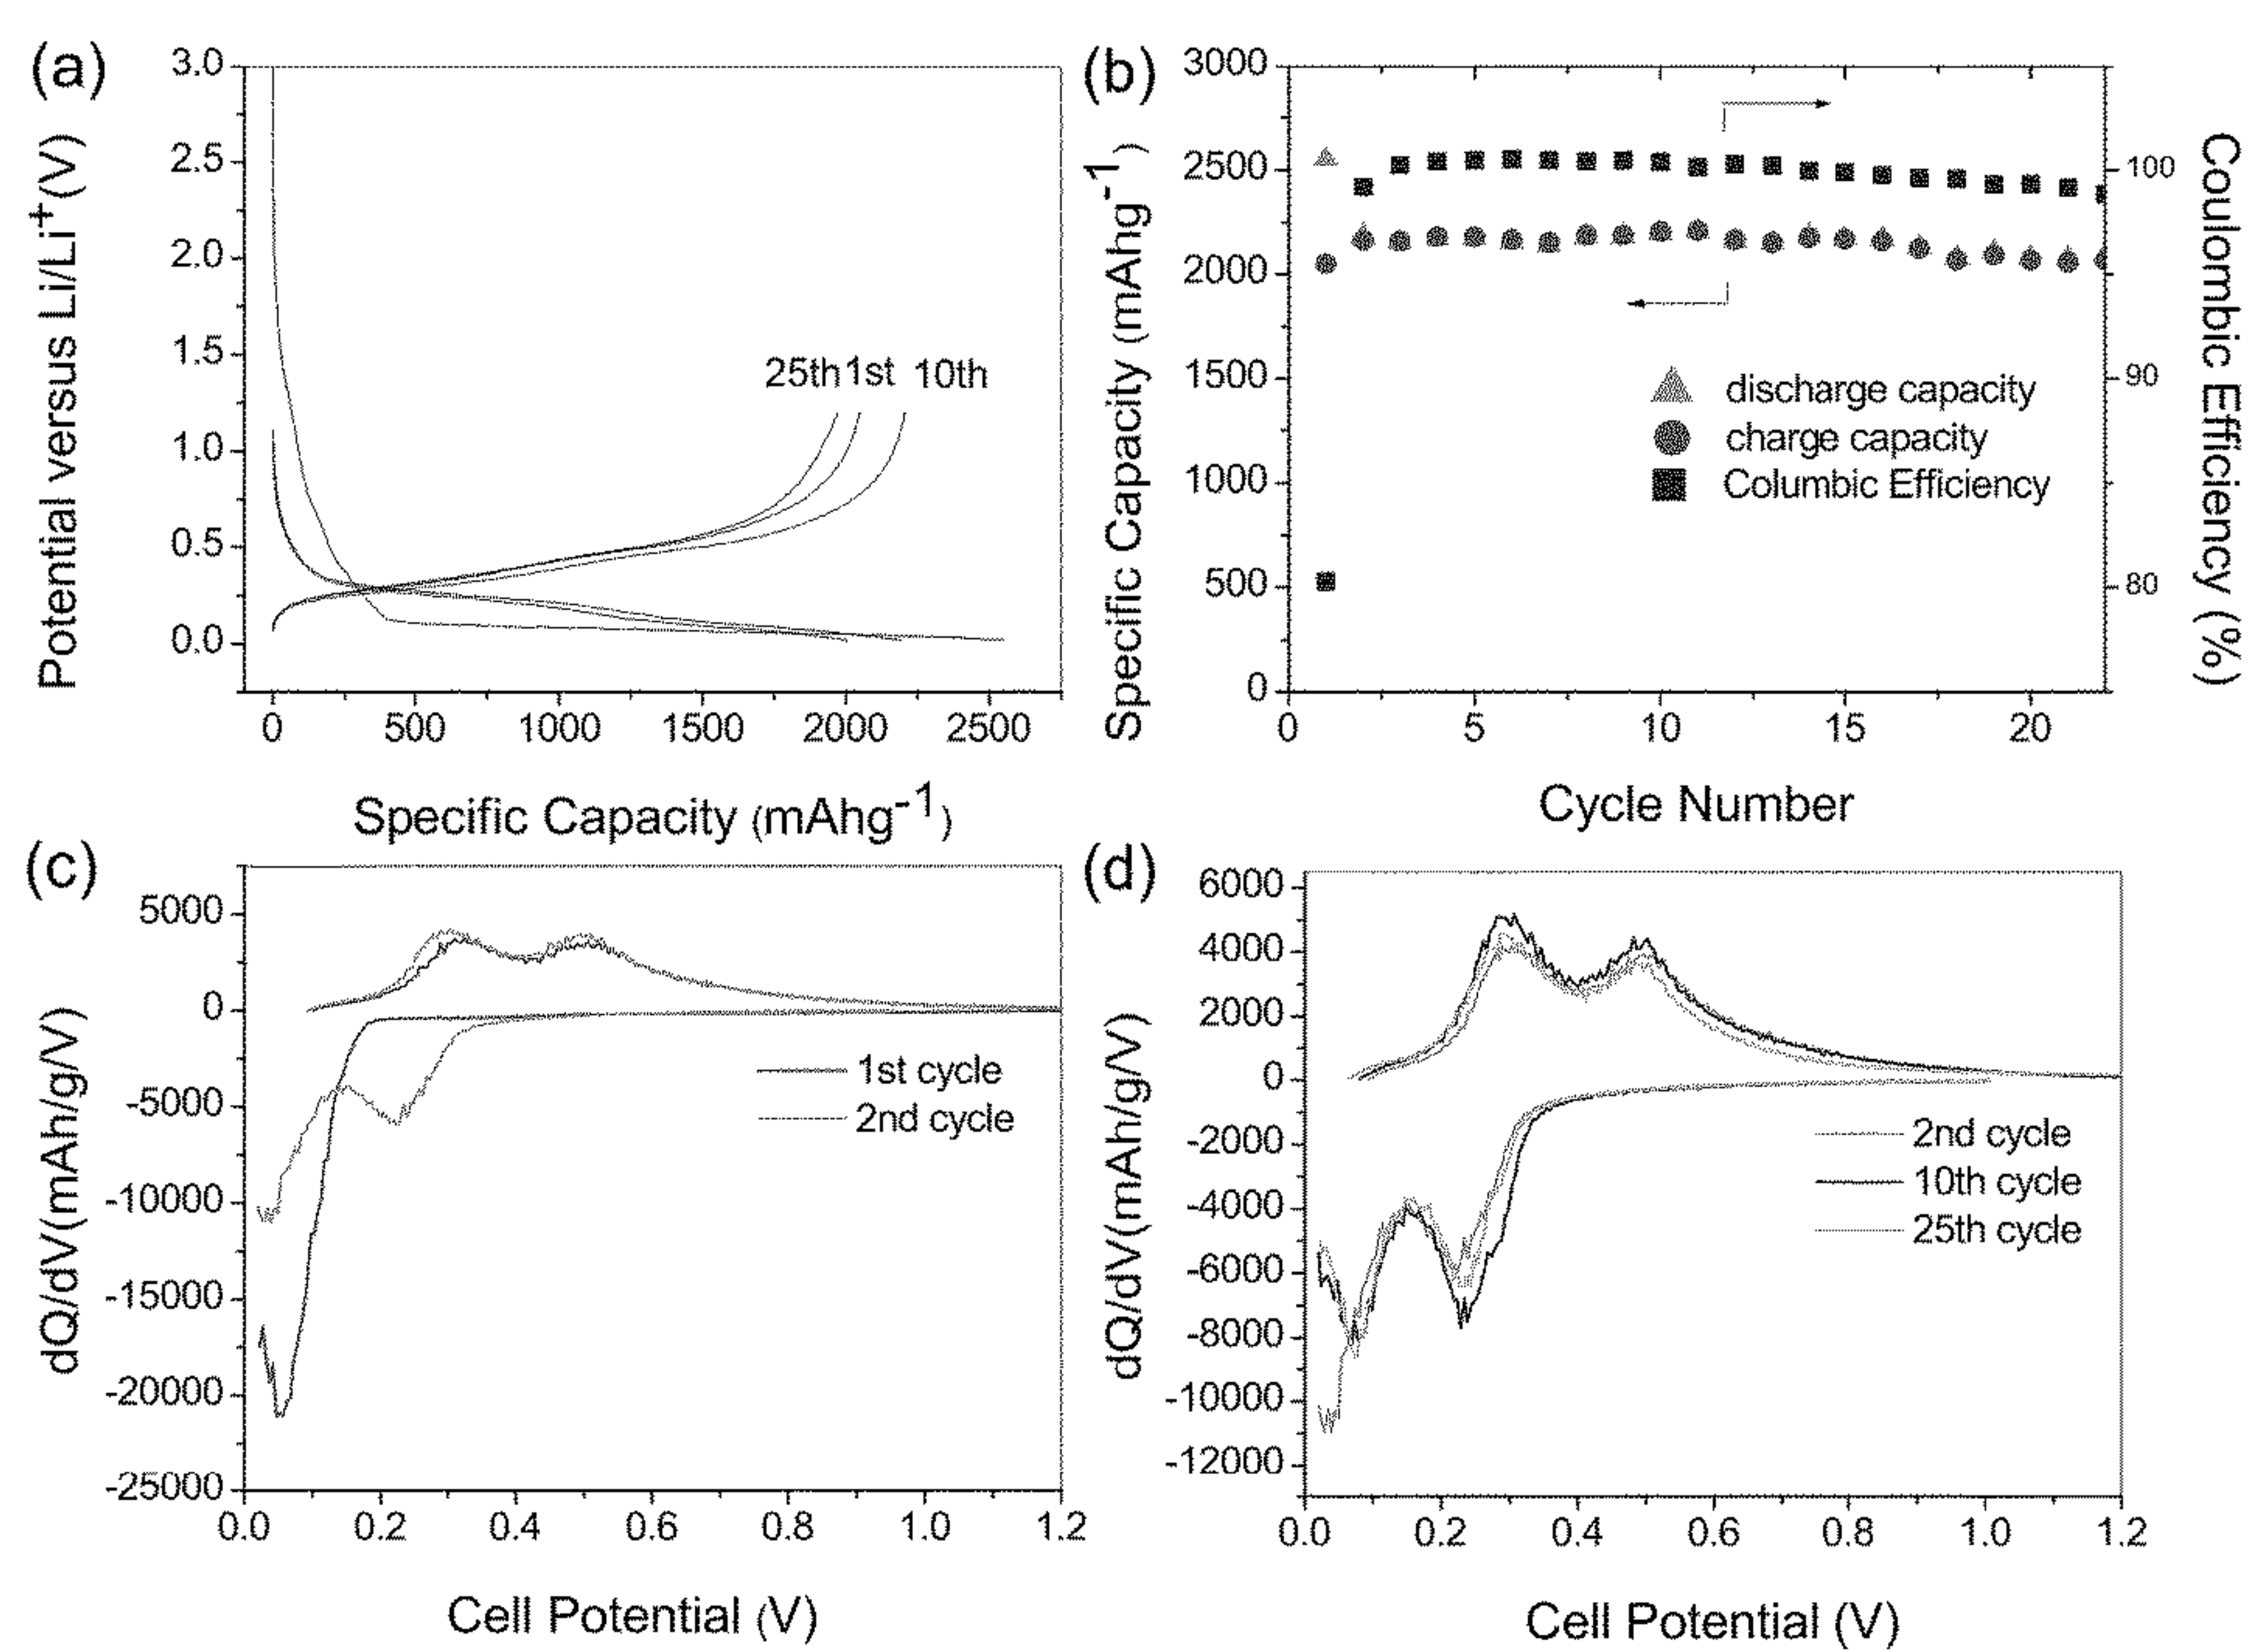 (a)
3.0
2.5
2.0
1.5
1.0
0.5
0.0
Potential versus Li/Li+(V)
25th 1st 10th
0 500 1000 1500 2000 2500
Specific Capacity (mAhg-1)
(b)
3000
2500
2000
1500
1000
500
0
Specific Capacity (mAhg-1)
discharge capacity
charge capacity
Columbic Efficiency
100
90
80
Coulombic Efficiency (%)
0 5 10 15 20
Cycle Number
(c)
5000
0
-5000
-10000
-15000
-20000
-25000
dQ/dV(mAh/g/V)
1st cycle
2nd cycle
0.0 0.2 0.4 0.6 0.8 1.0 1.2
Cell Potential (V)
(d)
6000
4000
2000
0
-2000
-4000
-6000
-8000
-10000
-12000
dQ/dV(mAh/g/V)
2nd cycle
10th cycle
25th cycle
0.0 0.2 0.4 0.6 0.8 1.0 1.2
Cell Potential (V)